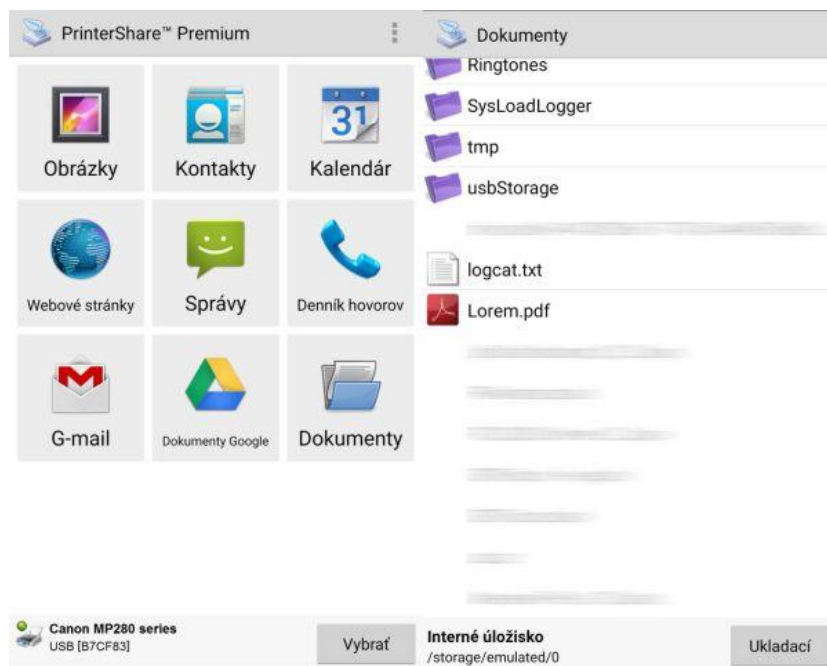 PrinterShare™ Premium
Obrázky
Kontakty
31
Kalendár
Webové stránky
Správy
Denník hovorov
G-mail
Dokumenty Google
Dokumenty
Canon MP280 series
USB [B7CF83]
Vybrať
Dokumenty
Ringtones
SysLoadLogger
tmp
usbStorage
logcat.txt
Lorem.pdf
Interné úložisko
/storage/emulated/0
Ukladací